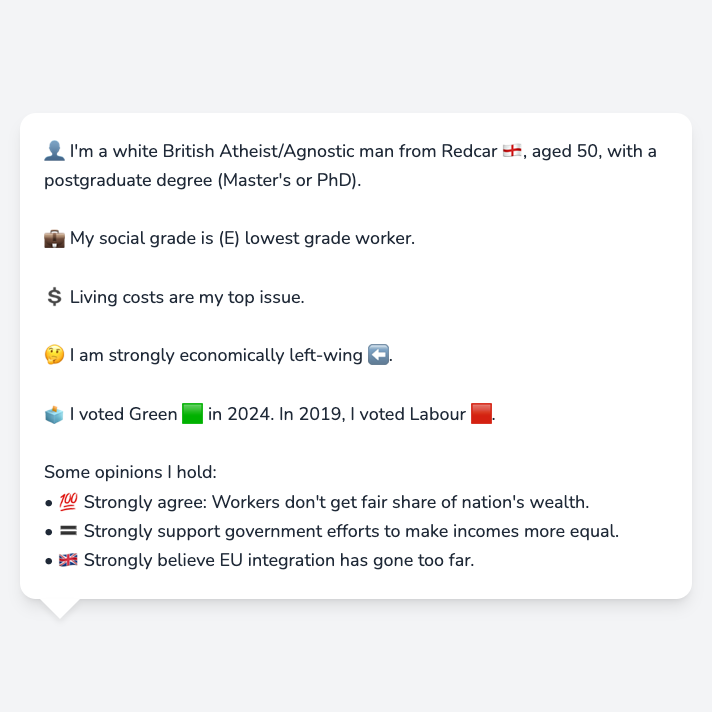 👤 I'm a white British Atheist/Agnostic man from Redcar 🏴󠁧󠁢󠁥󠁮󠁧󠁿, aged 50, with a
postgraduate degree (Master's or PhD).
💼 My social grade is (E) lowest grade worker.
💲 Living costs are my top issue.
🤔 I am strongly economically left-wing ⬅️.
🗳️ I voted Green 🟩 in 2024. In 2019, I voted Labour 🟥.
Some opinions I hold:
• 💯 Strongly agree: Workers don't get fair share of nation's wealth.
• 🟰 Strongly support government efforts to make incomes more equal.
• 🇬🇧 Strongly believe EU integration has gone too far.